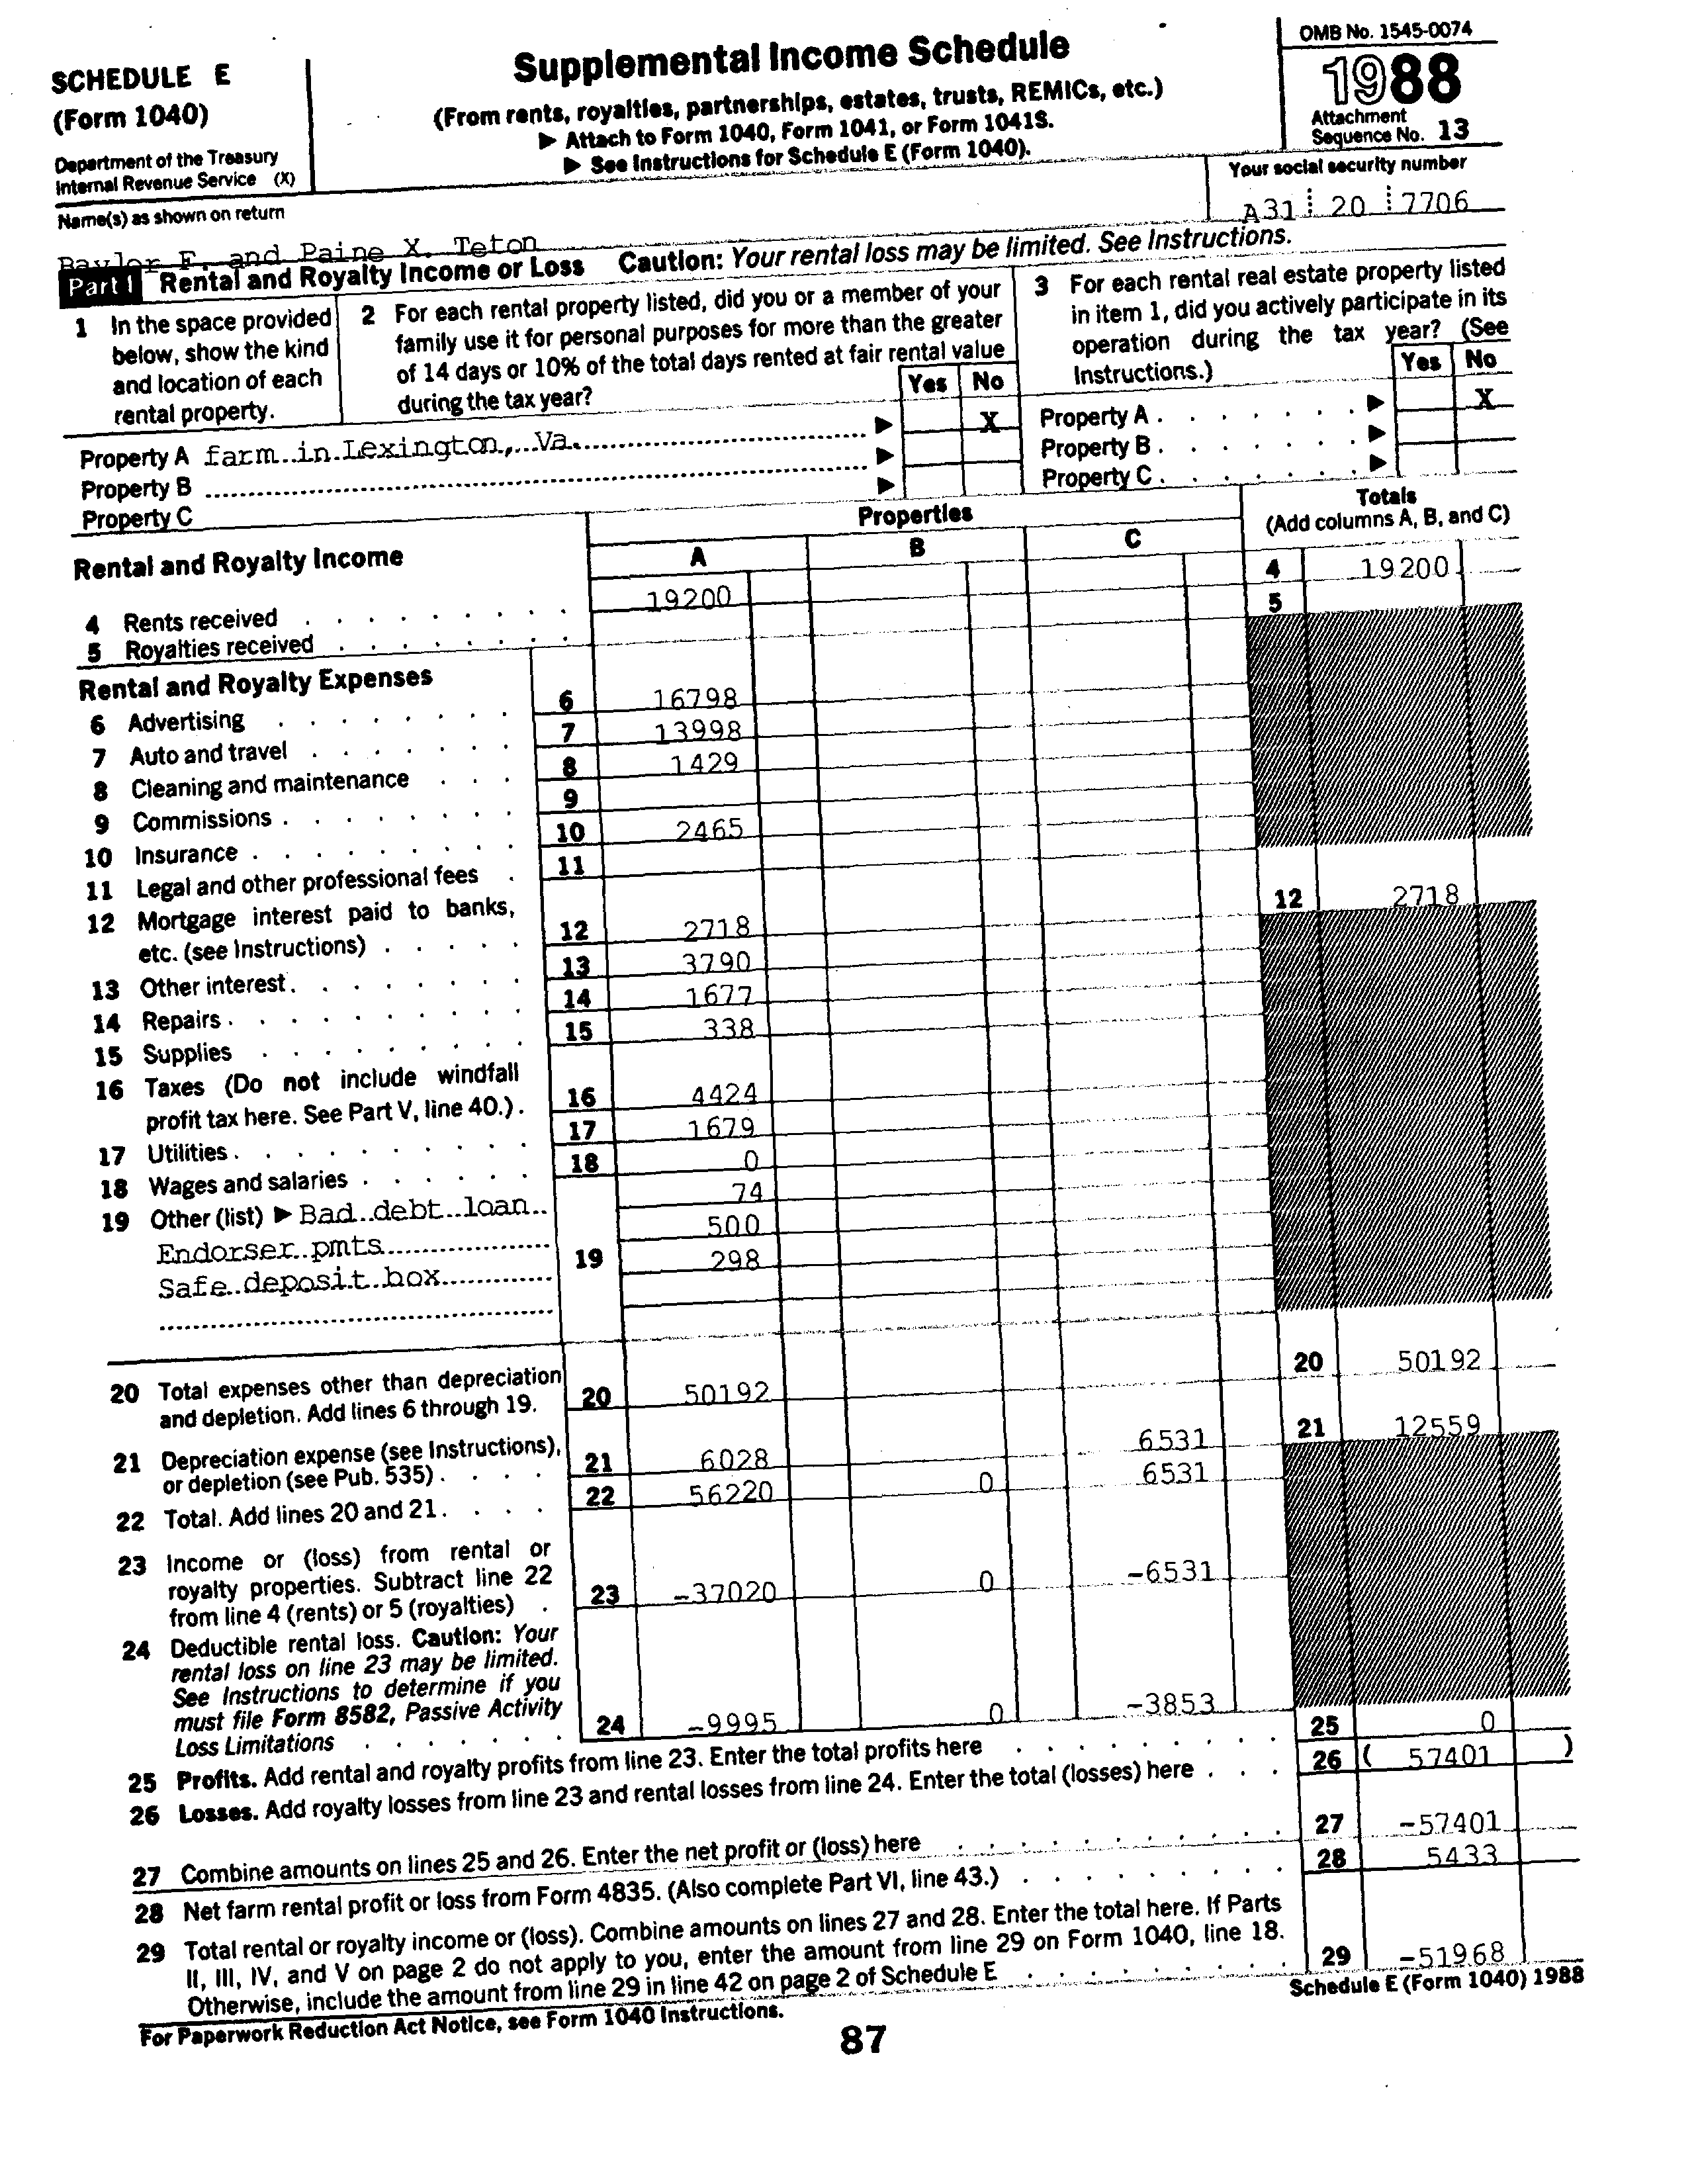 SCHEDULE E
(Form 1040)
Department of the Treasury
Internal Revenue Service (X)
Supplemental Income Schedule
(From rents, royalties, partnerships, estates, trusts, REMICs, etc.)
▶ Attach to Form 1040, Form 1041, or Form 1041S.
▶ See Instructions for Schedule E (Form 1040).
OMB No. 1545-0074
1988
Attachment
Sequence No. 13
Name(s) as shown on return
Baylor F. and Paine X. Teton
Your social security number
A31 20 7706
Part I Rental and Royalty Income or Loss Caution: Your rental loss may be limited. See Instructions.
1 In the space provided
below, show the kind
and location of each
rental property.
2 For each rental property listed, did you or a member of your
family use it for personal purposes for more than the greater
of 14 days or 10% of the total days rented at fair rental value
during the tax year?
Yes No
3 For each rental real estate property listed
in item 1, did you actively participate in its
operation during the tax year? (See
Instructions.)
Yes No
Property A farm in Lexington, Va. ▶ X Property A . ▶ X
Property B ▶ Property B . ▶
Property C ▶ Property C . ▶
Rental and Royalty Income
Properties
A B C
Totals
(Add columns A, B, and C)
4 Rents received 19200 4 19200
5 Royalties received 5
Rental and Royalty Expenses
6 Advertising 6 16798
7 Auto and travel 7 13998
8 Cleaning and maintenance 8 1429
9 Commissions 9
10 Insurance 10 2465
11 Legal and other professional fees 11
12 Mortgage interest paid to banks,
etc. (see Instructions) 12 2718 12 2718
13 Other interest 13 3790
14 Repairs 14 1677
15 Supplies 15 338
16 Taxes (Do not include windfall
profit tax here. See Part V, line 40.) 16 4424
17 Utilities 17 1679
18 Wages and salaries 18 0
19 Other (list) ▶ Bad debt loan 74
Endorser pmts 500
Safe deposit box 19 298
20 Total expenses other than depreciation
and depletion. Add lines 6 through 19. 20 50192 20 50192
21 Depreciation expense (see Instructions),
or depletion (see Pub. 535) 21 6028 6531 21 12559
22 Total. Add lines 20 and 21. 22 56220 0 6531
23 Income or (loss) from rental or
royalty properties. Subtract line 22
from line 4 (rents) or 5 (royalties) 23 -37020 0 -6531
24 Deductible rental loss. Caution: Your
rental loss on line 23 may be limited.
See Instructions to determine if you
must file Form 8582, Passive Activity
Loss Limitations 24 -9995 0 -3853
25 Profits. Add rental and royalty profits from line 23. Enter the total profits here 25 0
26 Losses. Add royalty losses from line 23 and rental losses from line 24. Enter the total (losses) here 26 ( 57401 )
27 Combine amounts on lines 25 and 26. Enter the net profit or (loss) here 27 -57401
28 Net farm rental profit or loss from Form 4835. (Also complete Part VI, line 43.) 28 5433
29 Total rental or royalty income or (loss). Combine amounts on lines 27 and 28. Enter the total here. If Parts
II, III, IV, and V on page 2 do not apply to you, enter the amount from line 29 on Form 1040, line 18.
Otherwise, include the amount from line 29 in line 42 on page 2 of Schedule E 29 -51968
For Paperwork Reduction Act Notice, see Form 1040 Instructions.
Schedule E (Form 1040) 1988
87